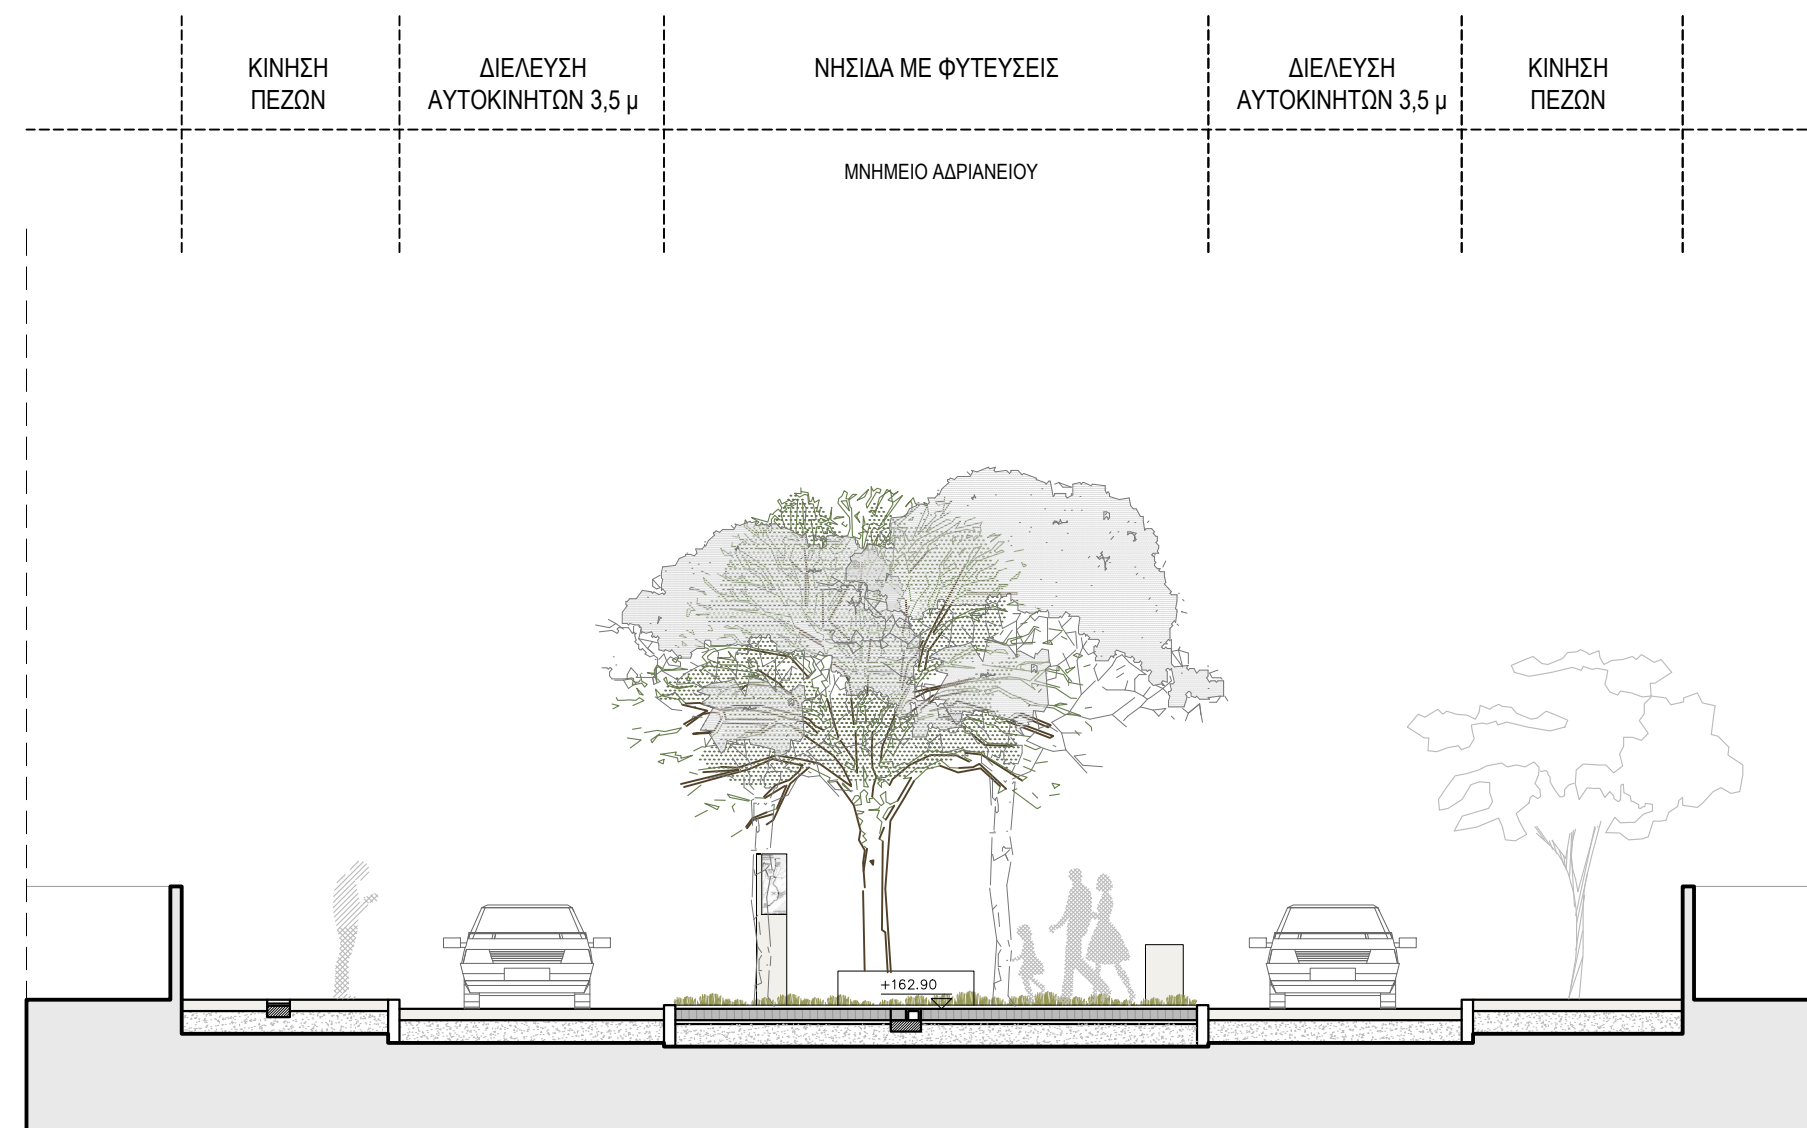 ΚΙΝΗΣΗ
ΠΕΖΩΝ
ΔΙΕΛΕΥΣΗ
ΑΥΤΟΚΙΝΗΤΩΝ 3,5 μ
ΝΗΣΙΔΑ ΜΕ ΦΥΤΕΥΣΕΙΣ
ΔΙΕΛΕΥΣΗ
ΑΥΤΟΚΙΝΗΤΩΝ 3,5 μ
ΚΙΝΗΣΗ
ΠΕΖΩΝ
ΜΝΗΜΕΙΟ ΑΔΡΙΑΝΕΙΟΥ
+162.90